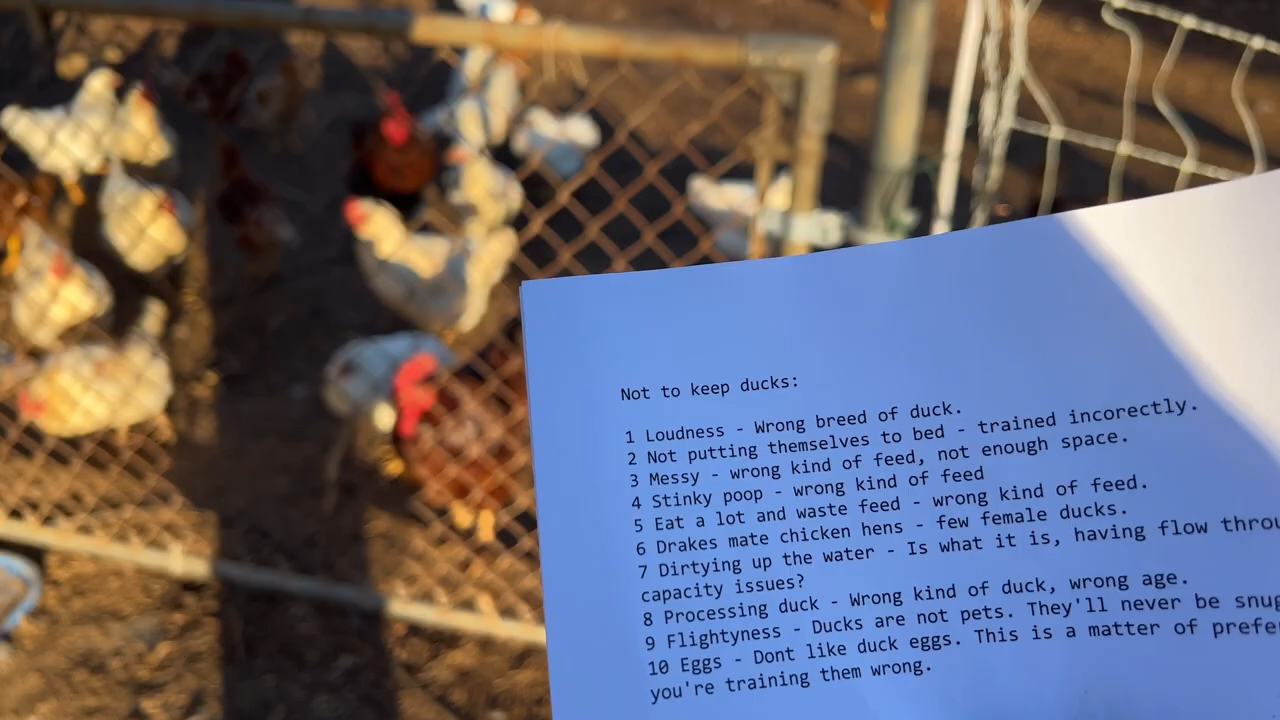 Not to keep ducks:
1 Loudness - Wrong breed of duck.
2 Not putting themselves to bed - trained incorectly.
3 Messy - wrong kind of feed, not enough space.
4 Stinky poop - wrong kind of feed
5 Eat a lot and waste feed - wrong kind of feed.
6 Drakes mate chicken hens - few female ducks.
7 Dirtying up the water - Is what it is, having flow
capacity issues?
8 Processing duck - Wrong kind of duck, wrong age.
9 Flightyness - Ducks are not pets. They'll never be
10 Eggs - Dont like duck eggs. This is a matter of
you're training them wrong.